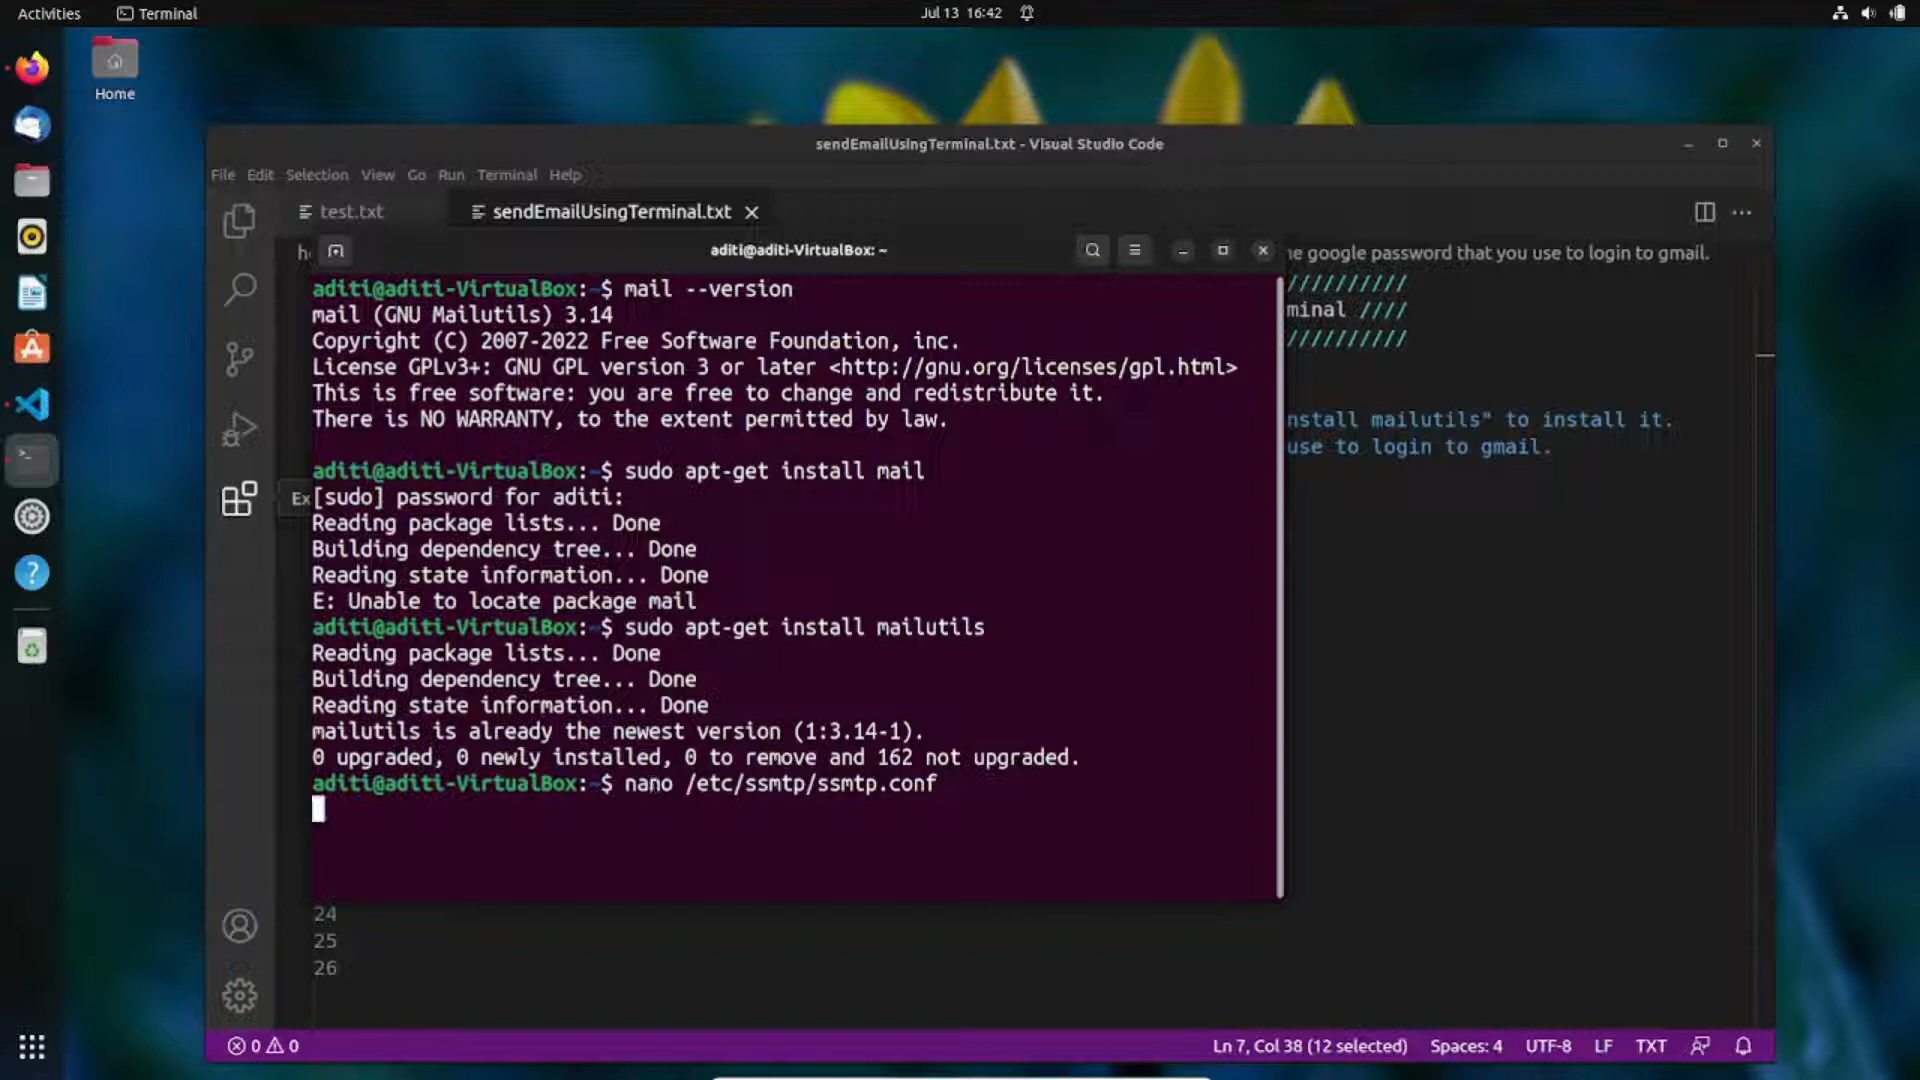 Activities
Terminal
Jul 13 16:42
Home
sendEmailUsingTerminal.txt - Visual Studio Code
File Edit Selection View Go Run Terminal Help
test.txt
sendEmailUsingTerminal.txt
aditi@aditi-VirtualBox: ~
e google password that you use to login to gmail.
//////////
minal ////
//////////
nstall mailutils" to install it.
use to login to gmail.
Ex
aditi@aditi-VirtualBox:~$ mail --version
mail (GNU Mailutils) 3.14
Copyright (C) 2007-2022 Free Software Foundation, inc.
License GPLv3+: GNU GPL version 3 or later <http://gnu.org/licenses/gpl.html>
This is free software: you are free to change and redistribute it.
There is NO WARRANTY, to the extent permitted by law.
aditi@aditi-VirtualBox:~$ sudo apt-get install mail
[sudo] password for aditi:
Reading package lists... Done
Building dependency tree... Done
Reading state information... Done
E: Unable to locate package mail
aditi@aditi-VirtualBox:~$ sudo apt-get install mailutils
Reading package lists... Done
Building dependency tree... Done
Reading state information... Done
mailutils is already the newest version (1:3.14-1).
0 upgraded, 0 newly installed, 0 to remove and 162 not upgraded.
aditi@aditi-VirtualBox:~$ nano /etc/ssmtp/ssmtp.conf
24
25
26
0 0
Ln 7, Col 38 (12 selected) Spaces: 4 UTF-8 LF TXT